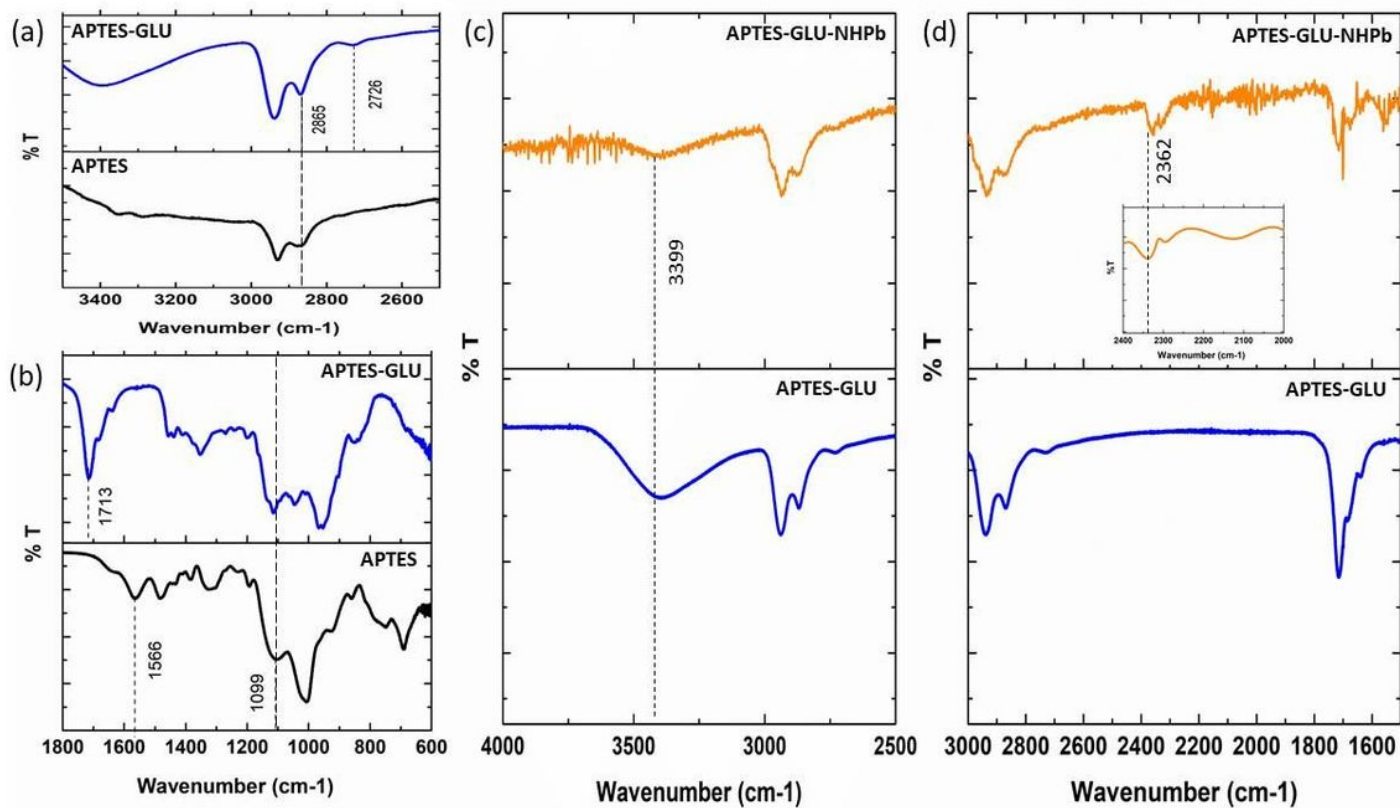 (a)
APTES-GLU
2865
2726
APTES
% T
3400 3200 3000 2800 2600
Wavenumber (cm-1)
(b)
APTES-GLU
1713
APTES
1566
1099
% T
1800 1600 1400 1200 1000 800 600
Wavenumber (cm-1)
(c)
APTES-GLU-NHPb
3399
% T
APTES-GLU
4000 3500 3000 2500
Wavenumber (cm-1)
(d)
APTES-GLU-NHPb
2362
%T
2400 2300 2200 2100 2000
Wavenumber (cm-1)
% T
APTES-GLU
3000 2800 2600 2400 2200 2000 1800 1600
Wavenumber (cm-1)